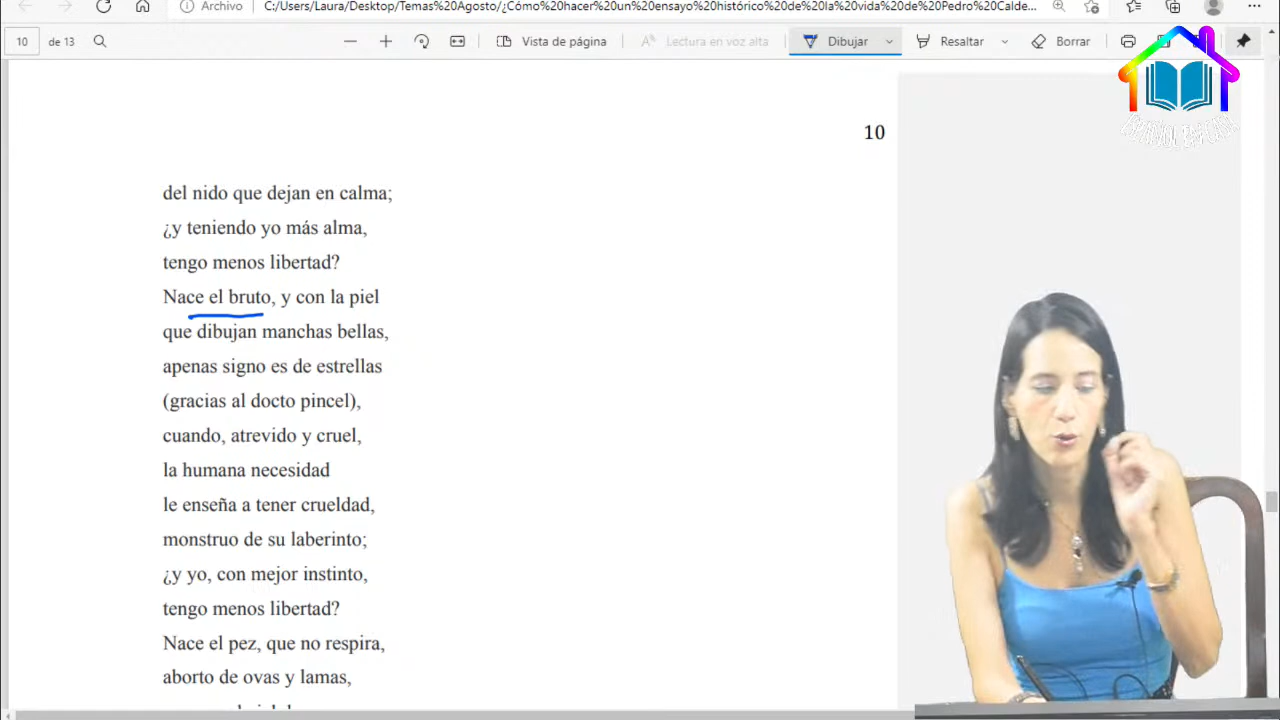 Archivo
C:/Users/Laura/Desktop/Temas%20Agosto/¿Cómo%20hacer%20un%20ensayo%20histórico%20de%20la%20vida%20de%20Pedro%20Calde...
10 de 13
Vista de página
Lectura en voz alta
Dibujar
Resaltar
Borrar
10
del nido que dejan en calma;
¿y teniendo yo más alma,
tengo menos libertad?
Nace el bruto, y con la piel
que dibujan manchas bellas,
apenas signo es de estrellas
(gracias al docto pincel),
cuando, atrevido y cruel,
la humana necesidad
le enseña a tener crueldad,
monstruo de su laberinto;
¿y yo, con mejor instinto,
tengo menos libertad?
Nace el pez, que no respira,
aborto de ovas y lamas,